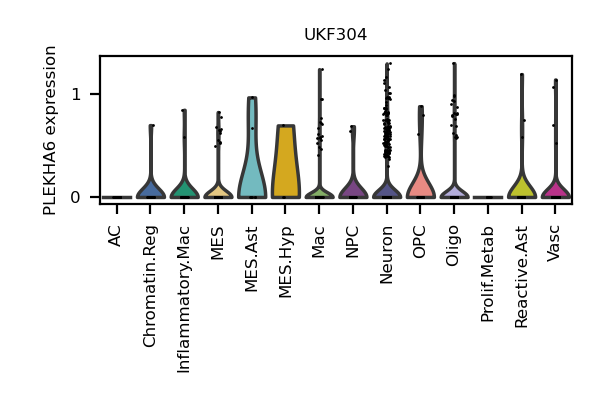 UKF304
PLEKHA6 expression
1
0
AC
Chromatin.Reg
Inflammatory.Mac
MES
MES.Ast
MES.Hyp
Mac
NPC
Neuron
OPC
Oligo
Prolif.Metab
Reactive.Ast
Vasc